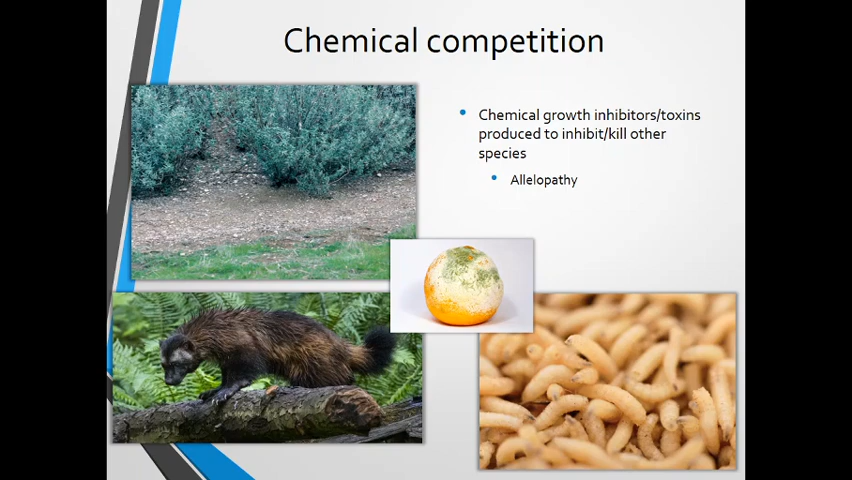 Chemical competition
Chemical growth inhibitors/toxins
produced to inhibit/kill other
species
Allelopathy